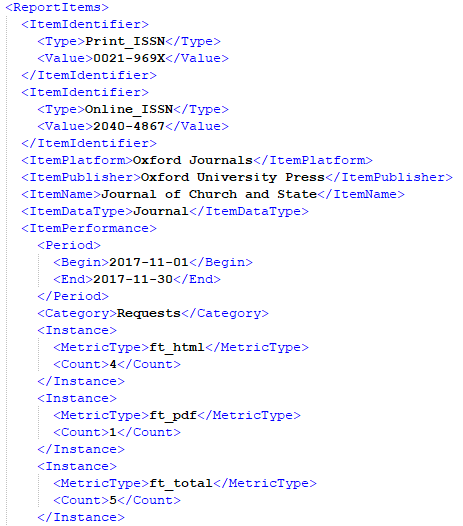 <ReportItems>
<ItemIdentifier>
<Type>Print_ISSN</Type>
<Value>0021-969X</Value>
</ItemIdentifier>
<ItemIdentifier>
<Type>Online_ISSN</Type>
<Value>2040-4867</Value>
</ItemIdentifier>
<ItemPlatform>Oxford Journals</ItemPlatform>
<ItemPublisher>Oxford University Press</ItemPublisher>
<ItemName>Journal of Church and State</ItemName>
<ItemDataType>Journal</ItemDataType>
<ItemPerformance>
<Period>
<Begin>2017-11-01</Begin>
<End>2017-11-30</End>
</Period>
<Category>Requests</Category>
<Instance>
<MetricType>ft_html</MetricType>
<Count>4</Count>
</Instance>
<Instance>
<MetricType>ft_pdf</MetricType>
<Count>1</Count>
</Instance>
<Instance>
<MetricType>ft_total</MetricType>
<Count>5</Count>
</Instance>